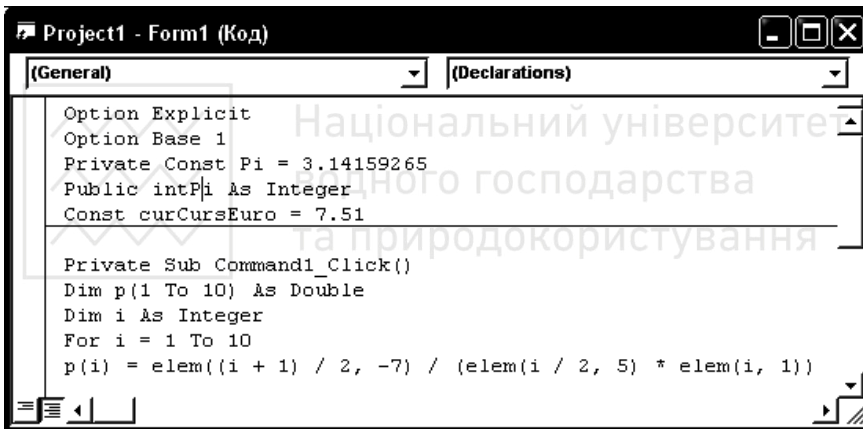 Project1 - Form1 (Код)
(General) (Declarations)
Option Explicit
Option Base 1
Private Const Pi = 3.14159265
Public intPi As Integer
Const curCursEuro = 7.51
Private Sub Command1_Click()
Dim p(1 To 10) As Double
Dim i As Integer
For i = 1 To 10
p(i) = elem((i + 1) / 2, -7) / (elem(i / 2, 5) * elem(i, 1))
Національний університет
водного господарства
та природокористування